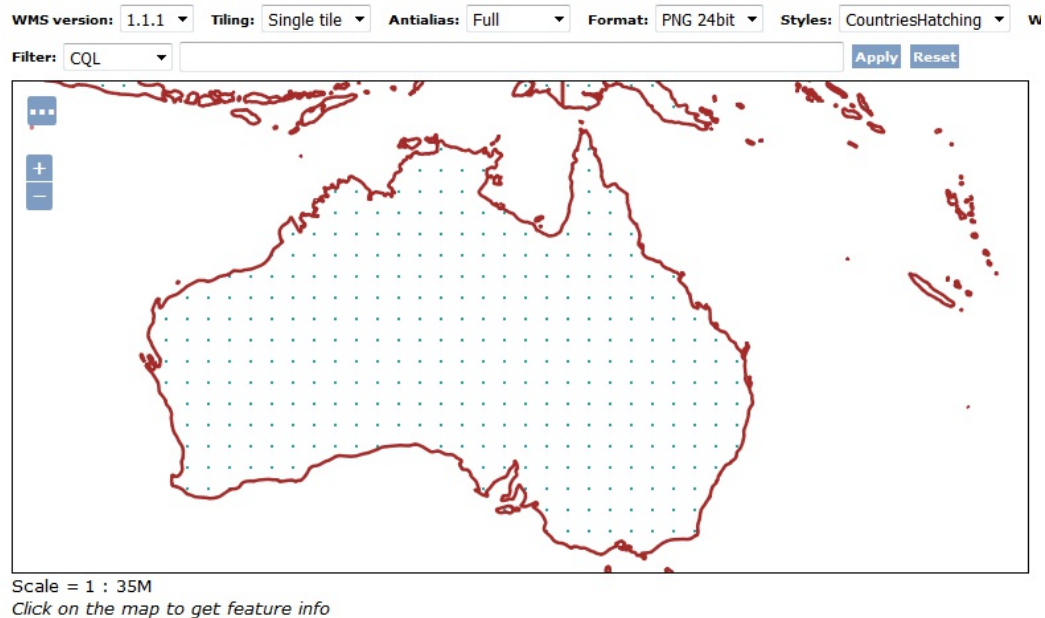 WMS version: 1.1.1 Tiling: Single tile Antialias: Full Format: PNG 24bit Styles: CountriesHatching W
Filter: CQL Apply Reset
...
+
−
Scale = 1 : 35M
Click on the map to get feature info